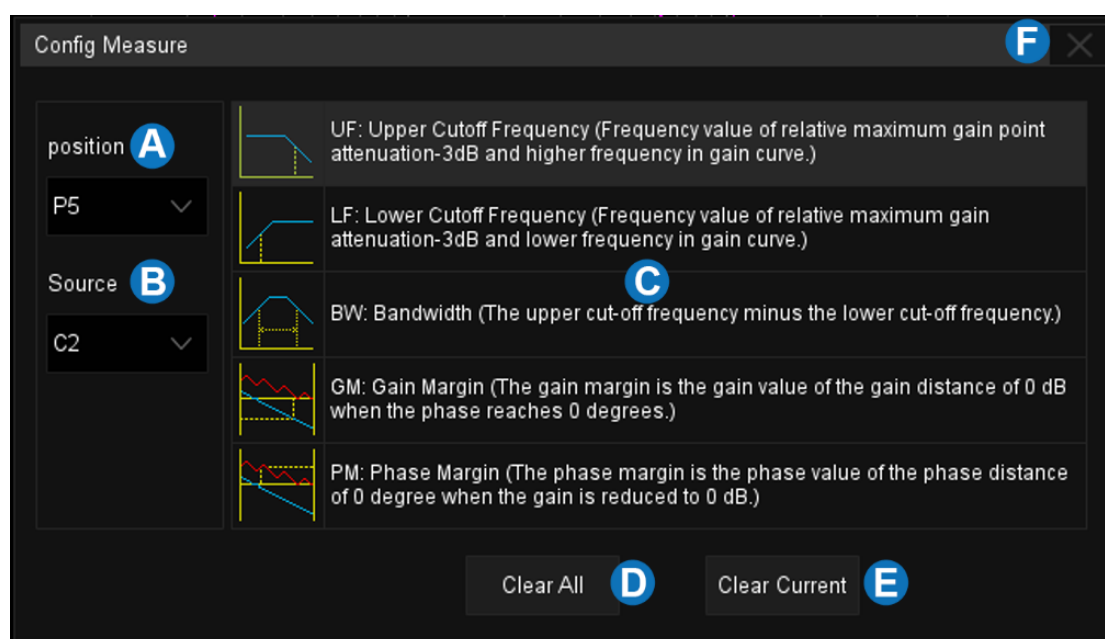 Config Measure
F
position A
P5
Source B
C2
UF: Upper Cutoff Frequency (Frequency value of relative maximum gain point
attenuation-3dB and higher frequency in gain curve.)
LF: Lower Cutoff Frequency (Frequency value of relative maximum gain
attenuation-3dB and lower frequency in gain curve.)
C
BW: Bandwidth (The upper cut-off frequency minus the lower cut-off frequency.)
GM: Gain Margin (The gain margin is the gain value of the gain distance of 0 dB
when the phase reaches 0 degrees.)
PM: Phase Margin (The phase margin is the phase value of the phase distance
of 0 degree when the gain is reduced to 0 dB.)
Clear All D
Clear Current E